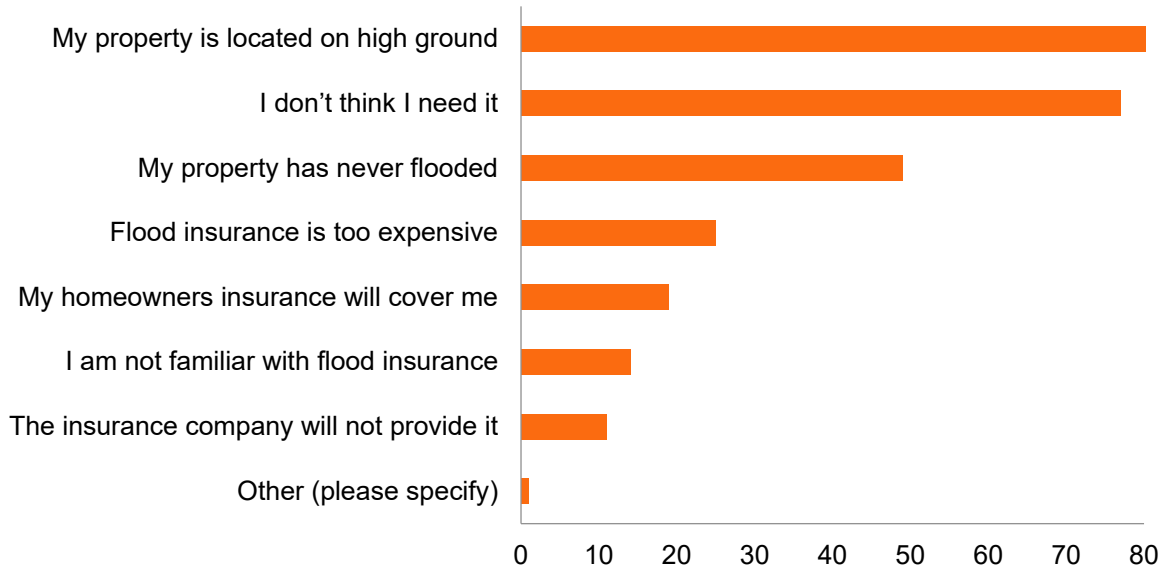 My property is located on high ground
I don’t think I need it
My property has never flooded
Flood insurance is too expensive
My homeowners insurance will cover me
I am not familiar with flood insurance
The insurance company will not provide it
Other (please specify)
0 10 20 30 40 50 60 70 80